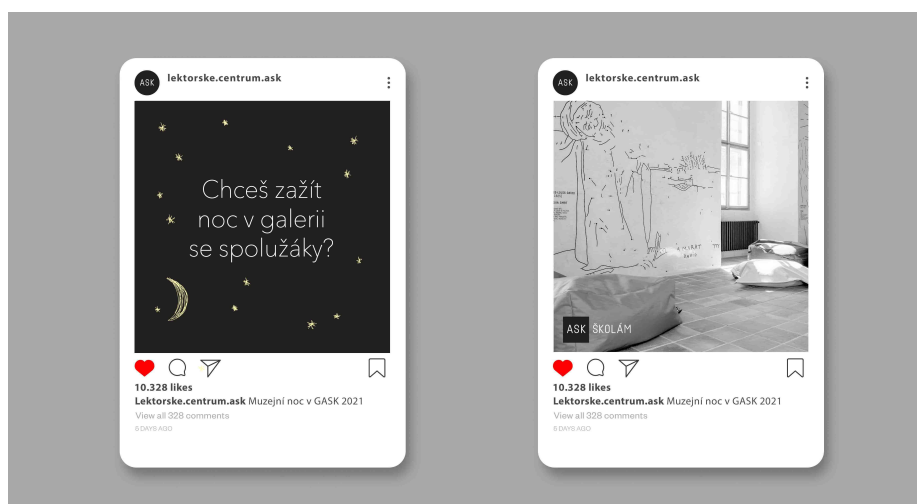 ASK
lektorske.centrum.ask
Chceš zažít
noc v galerii
se spolužáky?
10.328 likes
Lektorske.centrum.ask Muzejní noc v GASK 2021
View all 328 comments
5 DAYS AGO
ASK
lektorske.centrum.ask
ASK ŠKOLÁM
10.328 likes
Lektorske.centrum.ask Muzejní noc v GASK 2021
View all 328 comments
5 DAYS AGO